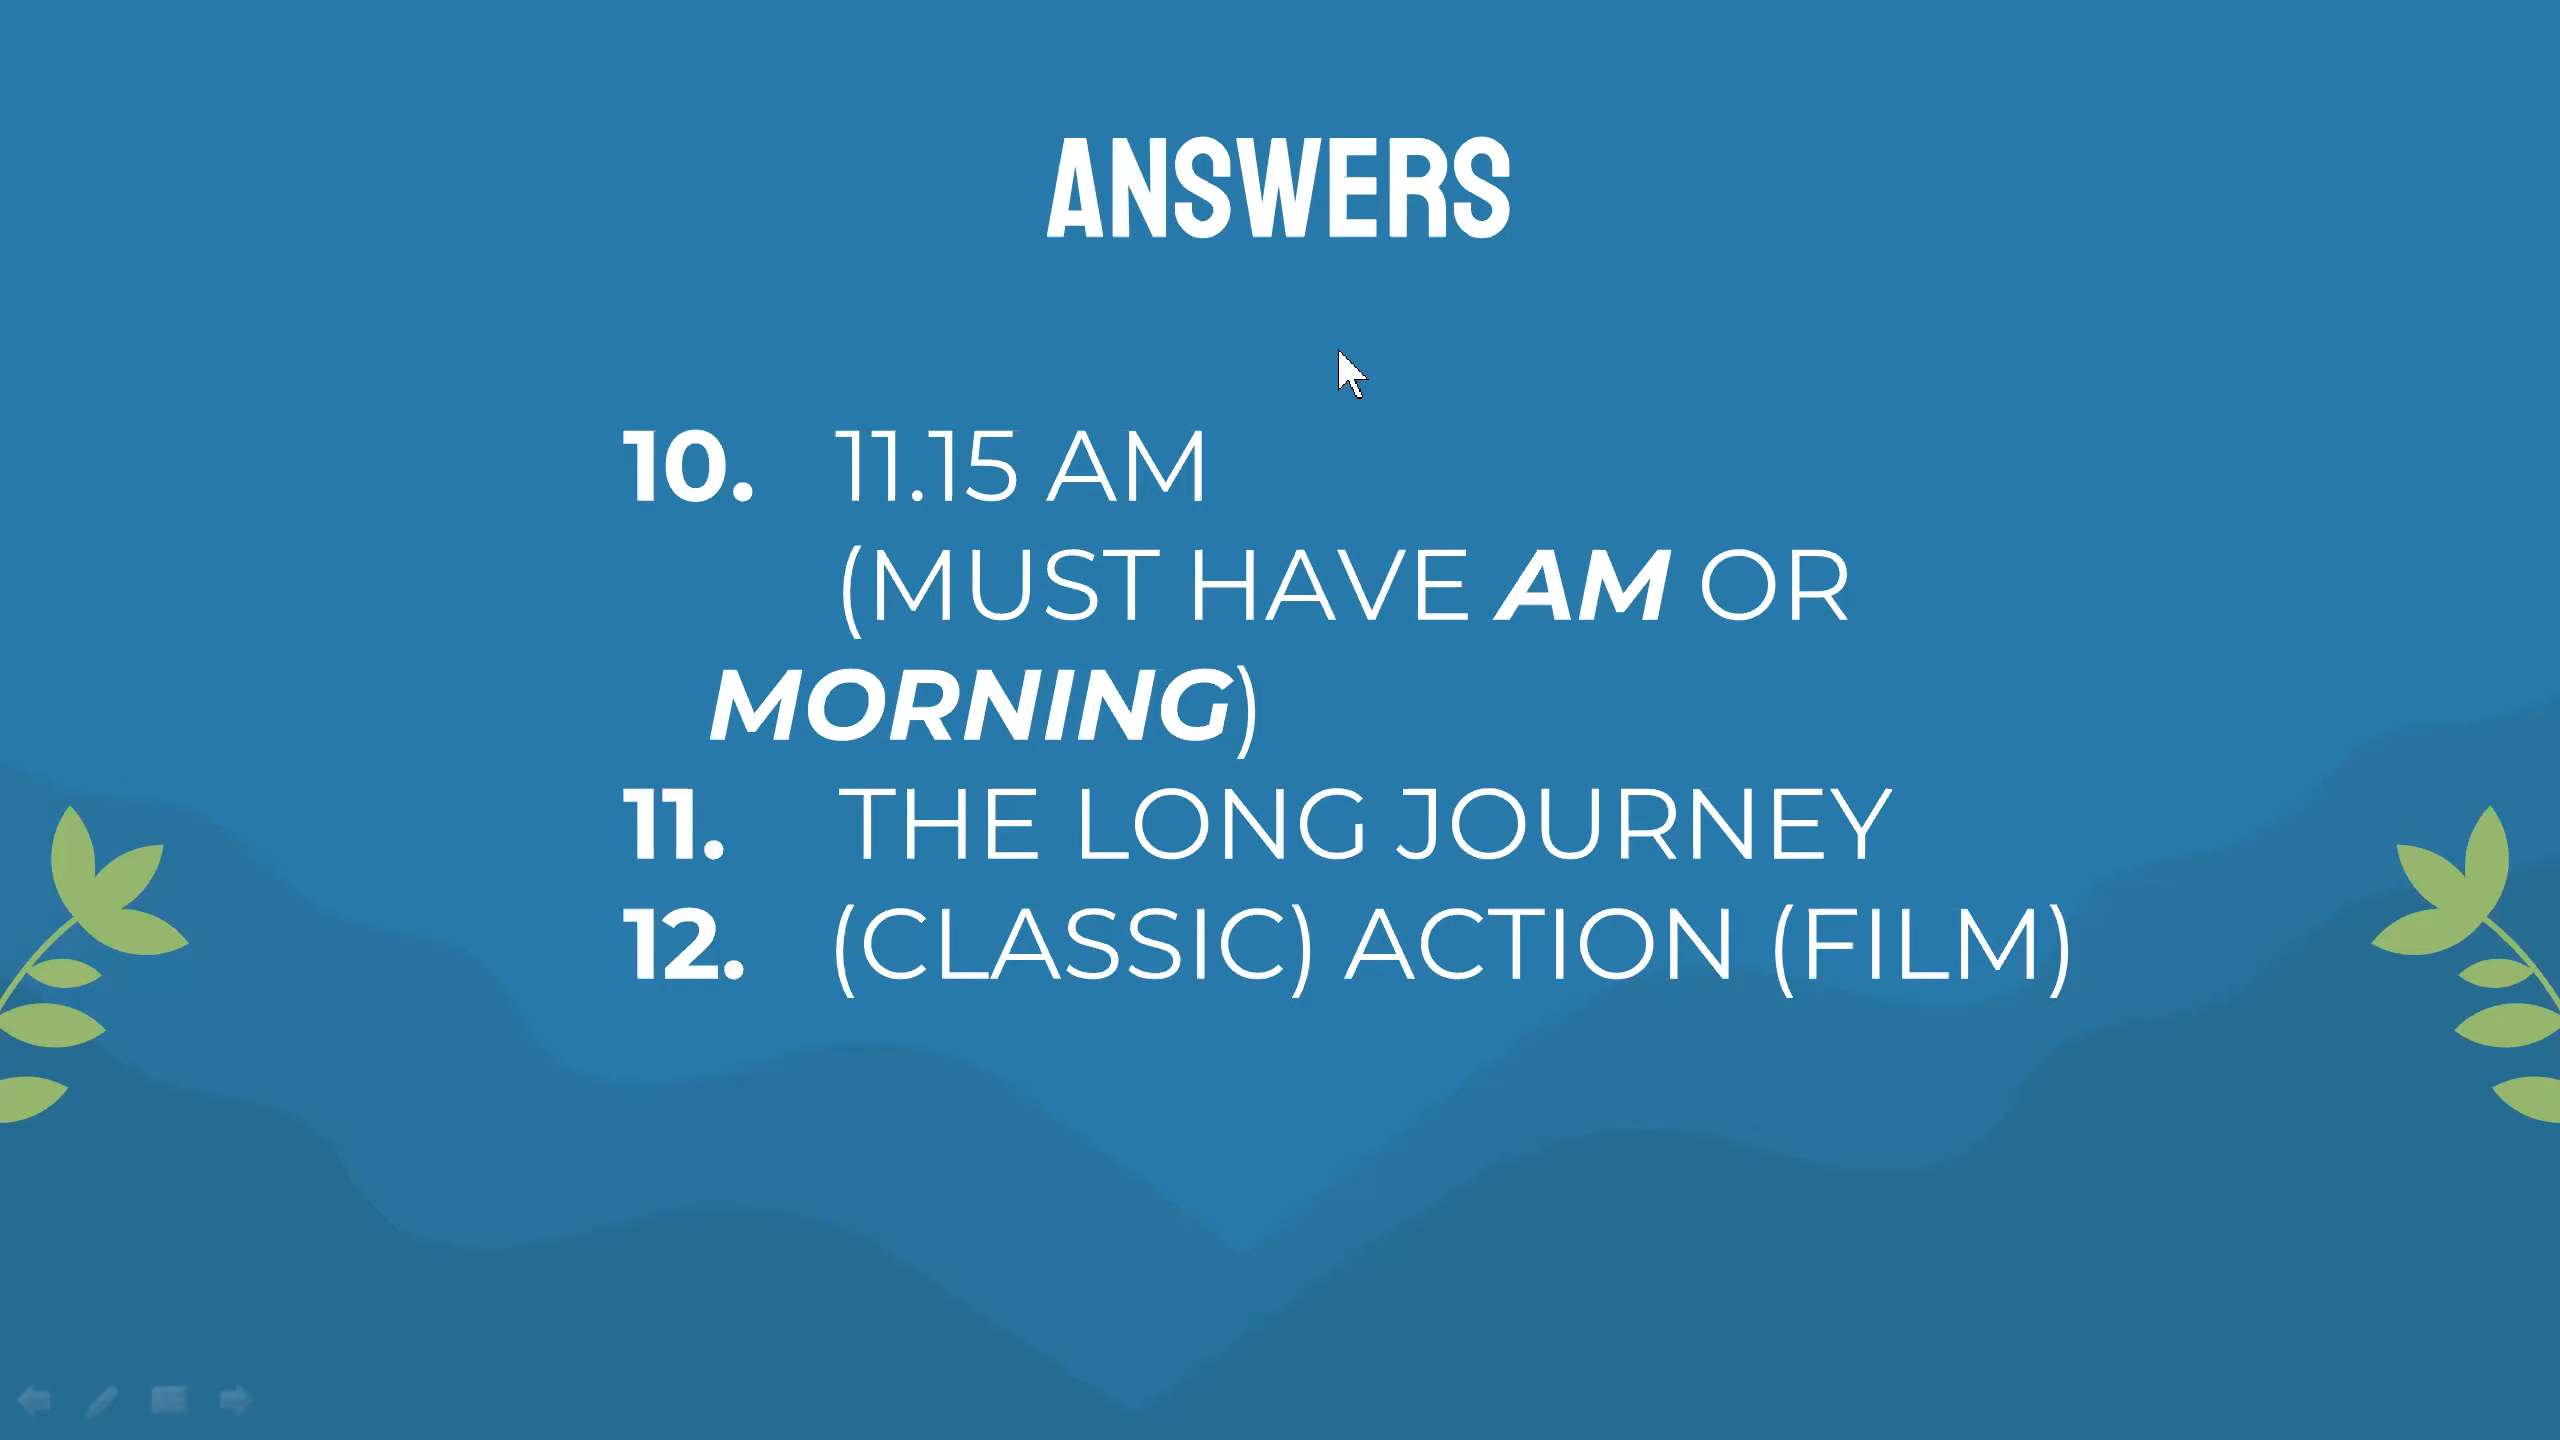 ANSWERS
10. 11.15 AM
(MUST HAVE AM OR
MORNING)
11. THE LONG JOURNEY
12. (CLASSIC) ACTION (FILM)